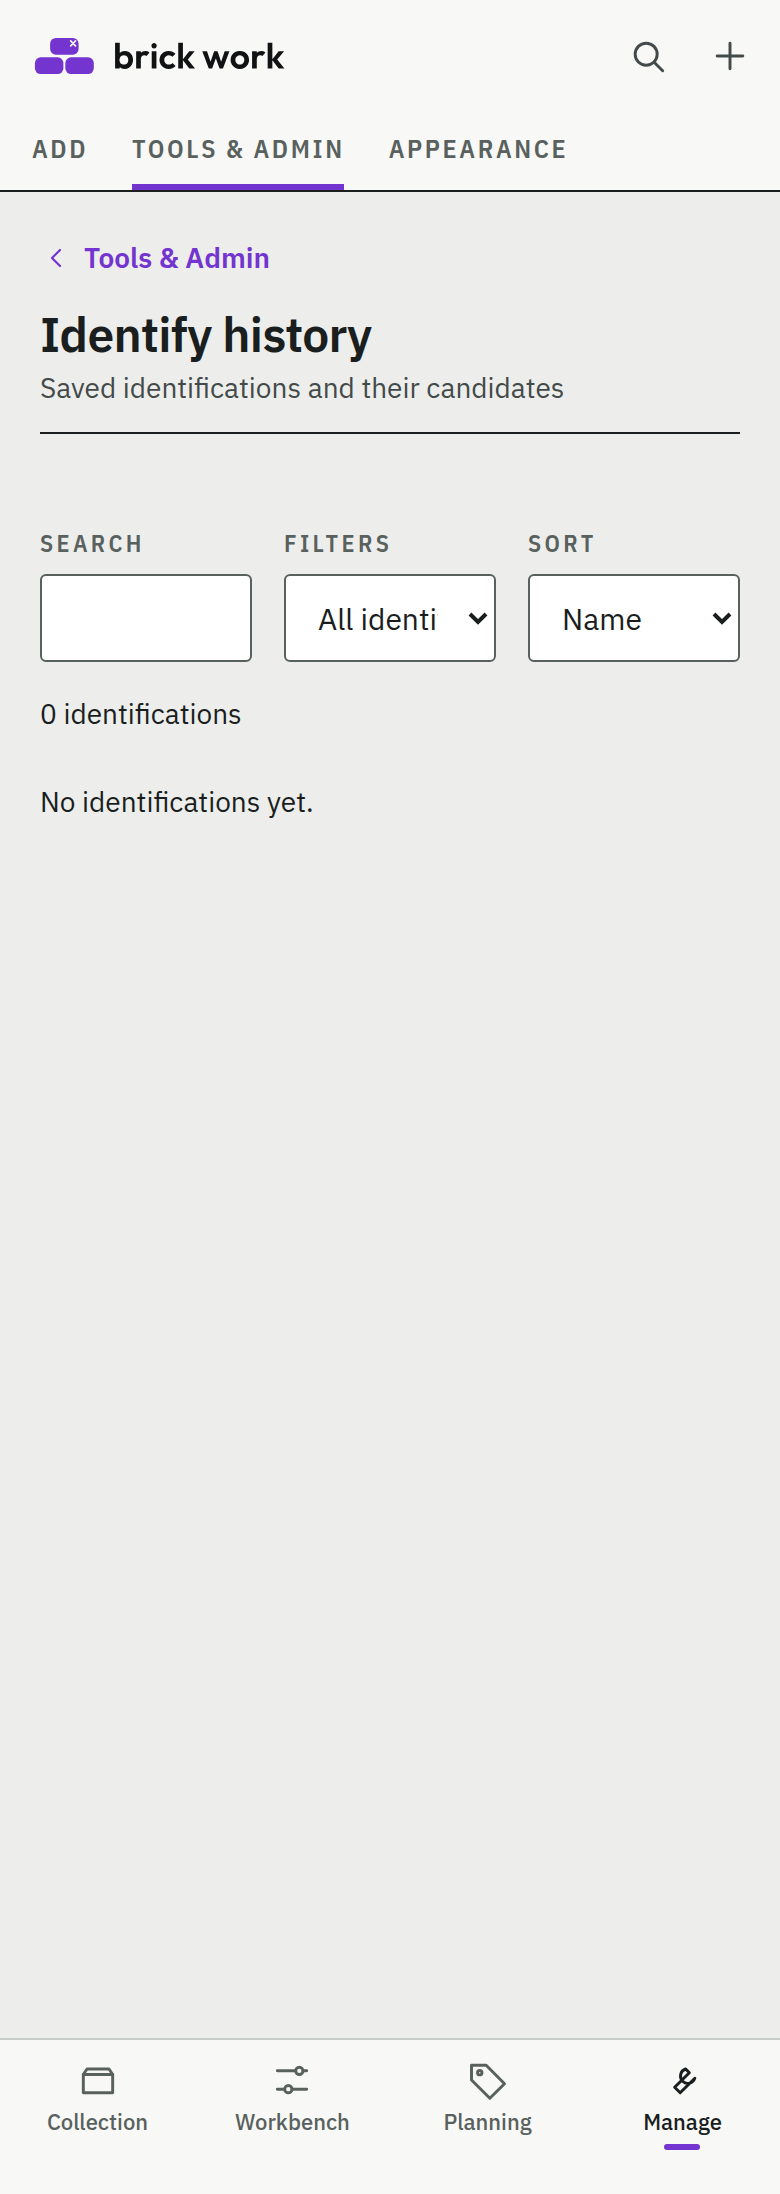 brick work
ADD TOOLS & ADMIN APPEARANCE
Tools & Admin
Identify history
Saved identifications and their candidates
SEARCH FILTERS SORT
All identi Name
0 identifications
No identifications yet.
Collection Workbench Planning Manage